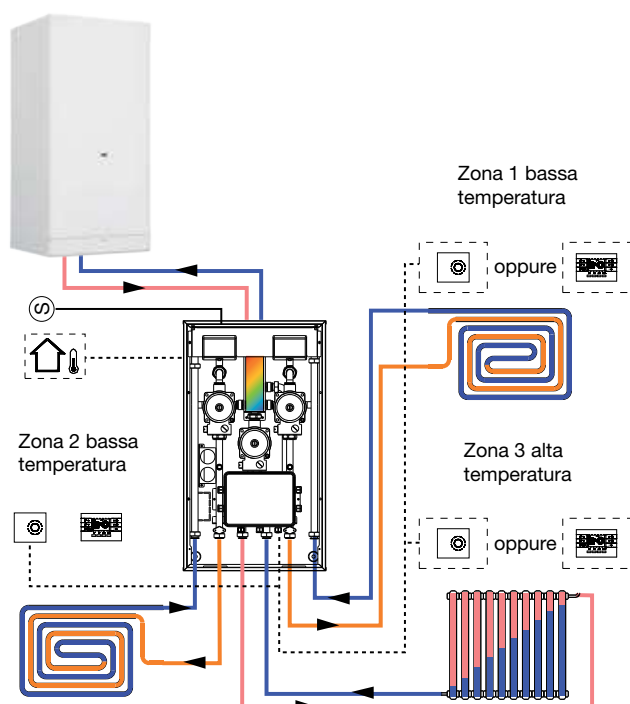 Zona 1 bassa
temperatura
oppure
S
Zona 2 bassa
temperatura
Zona 3 alta
temperatura
oppure